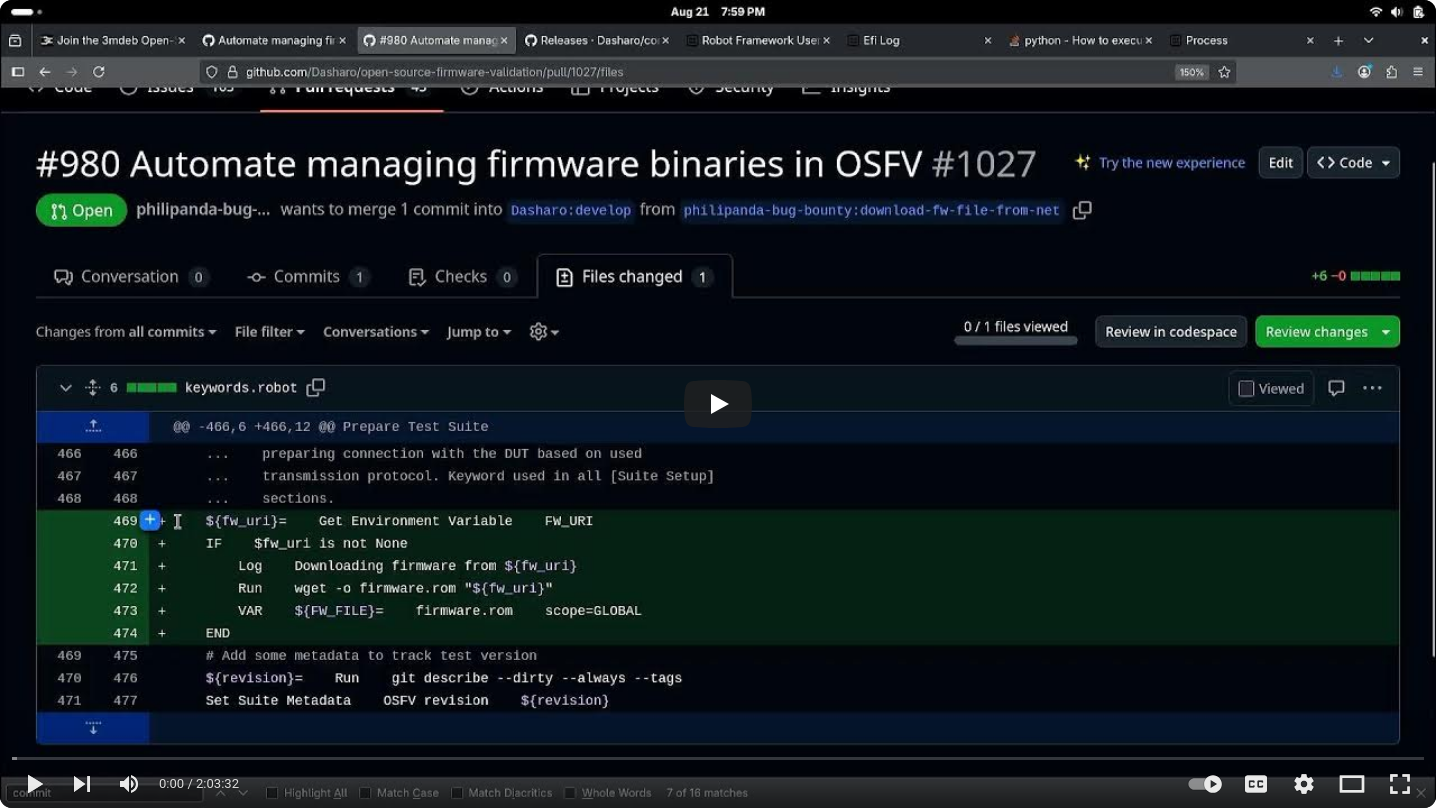 Aug 21 7:59 PM
Join the 3mdeb Open- Automate managing fi #980 Automate manag Releases · Dasharo/co Robot Framework User Efi Log python - How to execu Process
github.com/Dasharo/open-source-firmware-validation/pull/1027/files 150%
Code Issues 163 Pull requests 43 Actions Projects Security Insights
#980 Automate managing firmware binaries in OSFV #1027 Try the new experience Edit <> Code
Open philipanda-bug-... wants to merge 1 commit into Dasharo:develop from philipanda-bug-bounty:download-fw-file-from-net
Conversation 0 Commits 1 Checks 0 Files changed 1 +6 −0
Changes from all commits File filter Conversations Jump to 0 / 1 files viewed Review in codespace Review changes
6 keywords.robot Viewed
@@ -466,6 +466,12 @@ Prepare Test Suite
466 466 ... preparing connection with the DUT based on used
467 467 ... transmission protocol. Keyword used in all [Suite Setup]
468 468 ... sections.
469 + ${fw_uri}= Get Environment Variable FW_URI
470 + IF $fw_uri is not None
471 + Log Downloading firmware from ${fw_uri}
472 + Run wget -o firmware.rom "${fw_uri}"
473 + VAR ${FW_FILE}= firmware.rom scope=GLOBAL
474 + END
469 475 # Add some metadata to track test version
470 476 ${revision}= Run git describe --dirty --always --tags
471 477 Set Suite Metadata OSFV revision ${revision}
0:00 / 2:03:32 CC
commit Highlight All Match Case Match Diacritics Whole Words 7 of 16 matches